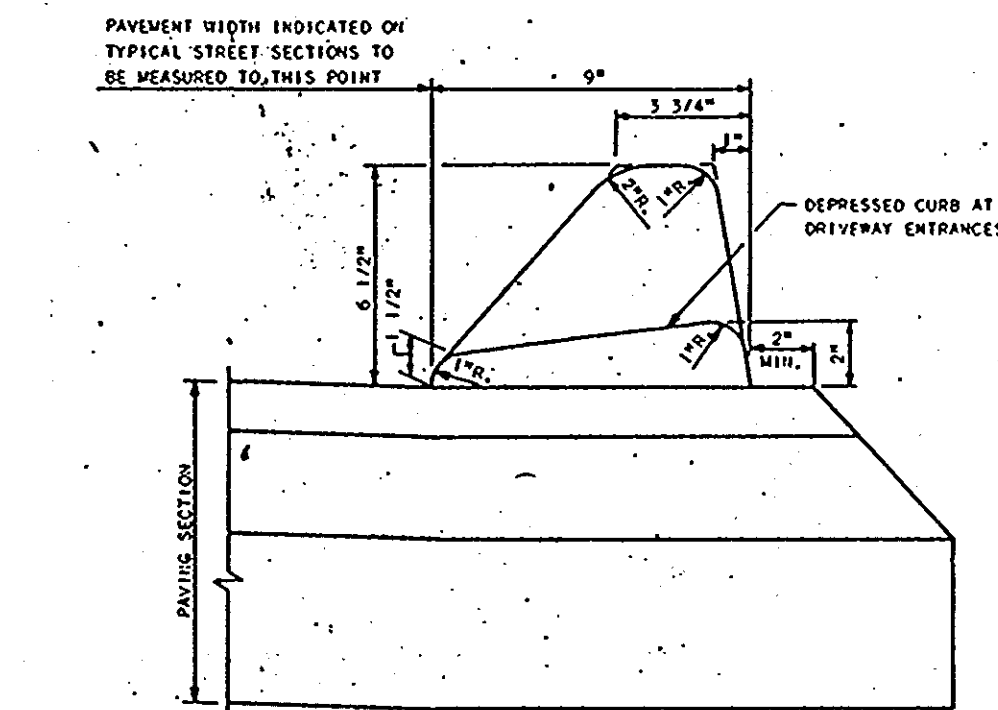 PAVEMENT WIDTH INDICATED ON
TYPICAL STREET SECTIONS TO
BE MEASURED TO THIS POINT
9"
3 3/4"
1"
2"R.
1"R.
DEPRESSED CURB AT
DRIVEWAY ENTRANCES
6 1/2"
1 1/2"
1"R.
1"R.
2"
MIN.
2"
PAVING SECTION